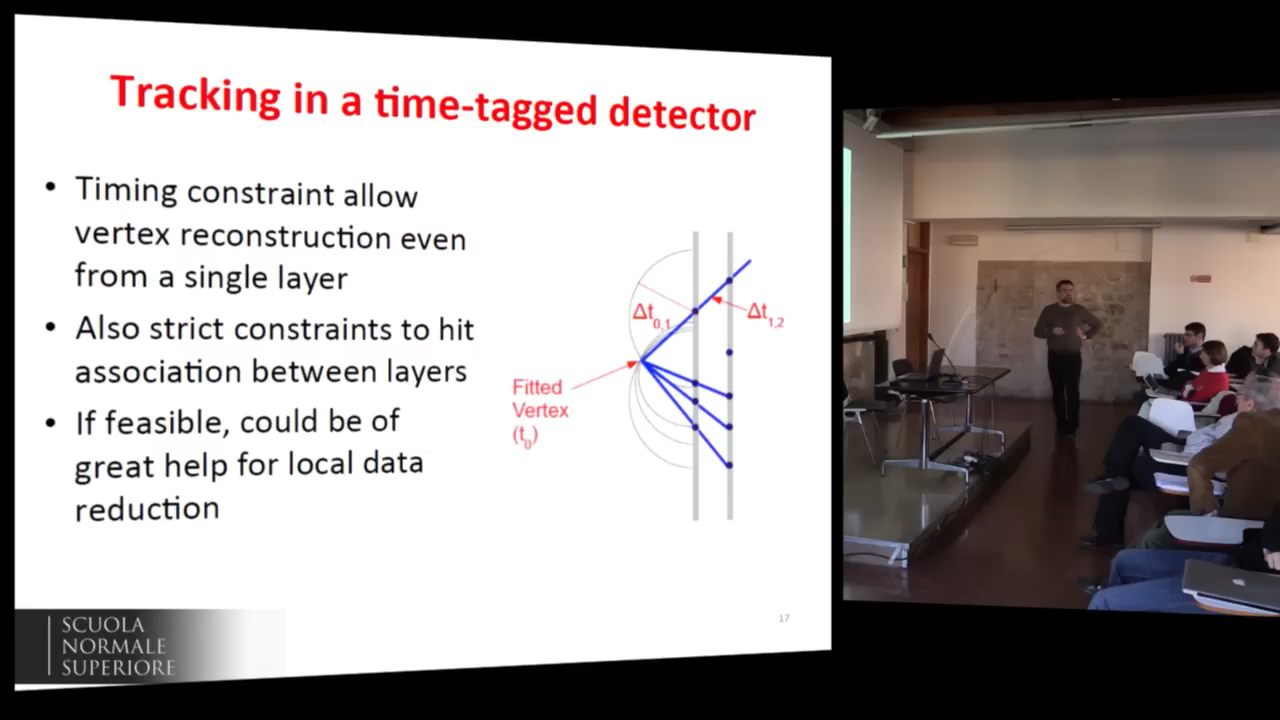 Tracking in a time-tagged detector
• Timing constraint allow
vertex reconstruction even
from a single layer
• Also strict constraints to hit
association between layers
• If feasible, could be of
great help for local data
reduction
Δt0,1
Δt1,2
Fitted
Vertex
(t0)
17
SCUOLA
NORMALE
SUPERIORE